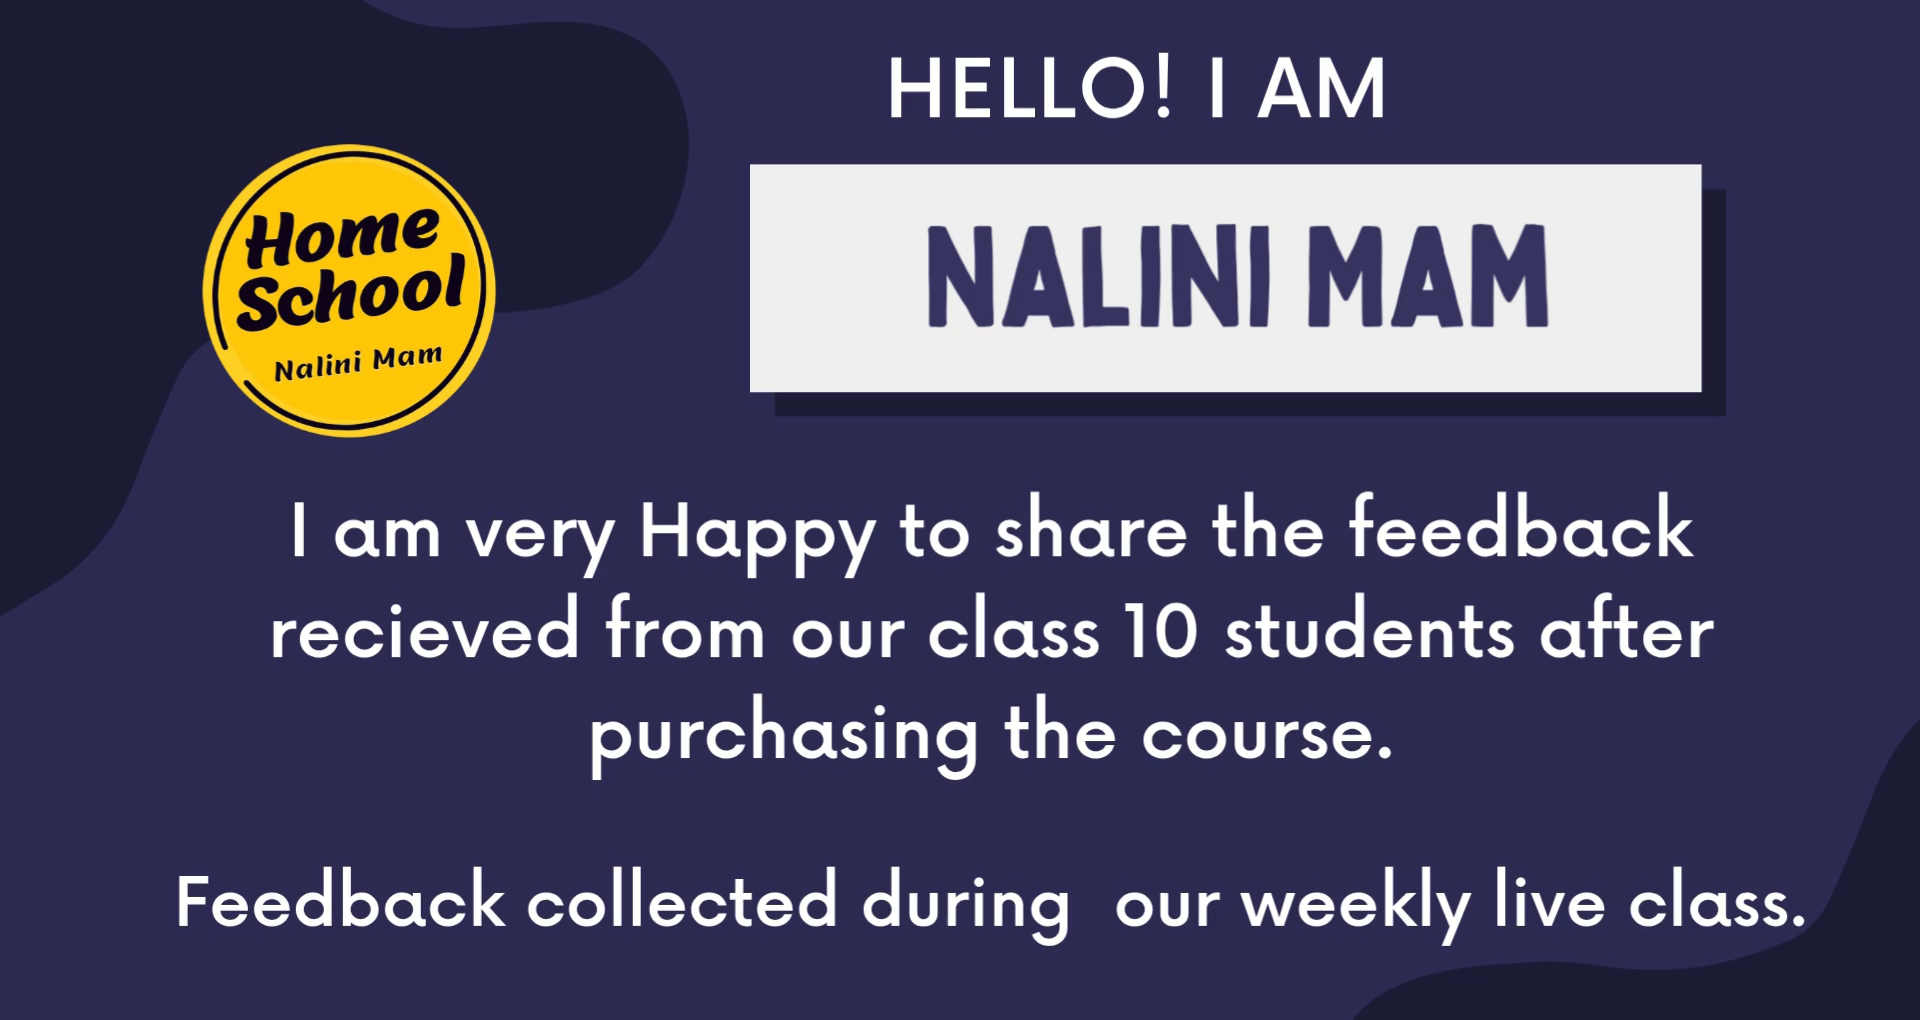 HELLO! I AM
Home
School
Nalini Mam
NALINI MAM
I am very Happy to share the feedback
recieved from our class 10 students after
purchasing the course.
Feedback collected during  our weekly live class.